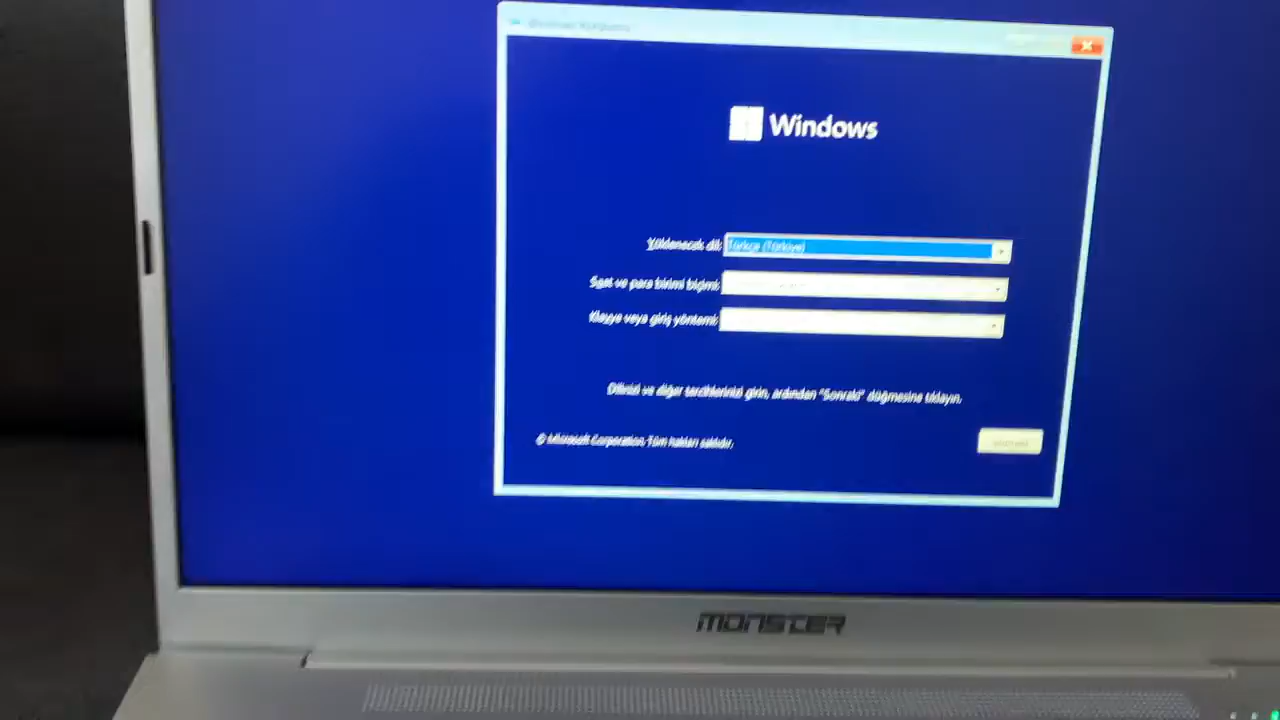 Windows
Yüklenecek dil: Türkçe (Türkiye)
Saat ve para birimi biçimi:
Klavye veya giriş yöntemi:
Dilinizi ve diğer tercihlerinizi girin, ardından "Sonraki" düğmesine tıklayın.
© Microsoft Corporation. Tüm hakları saklıdır.
MONSTER